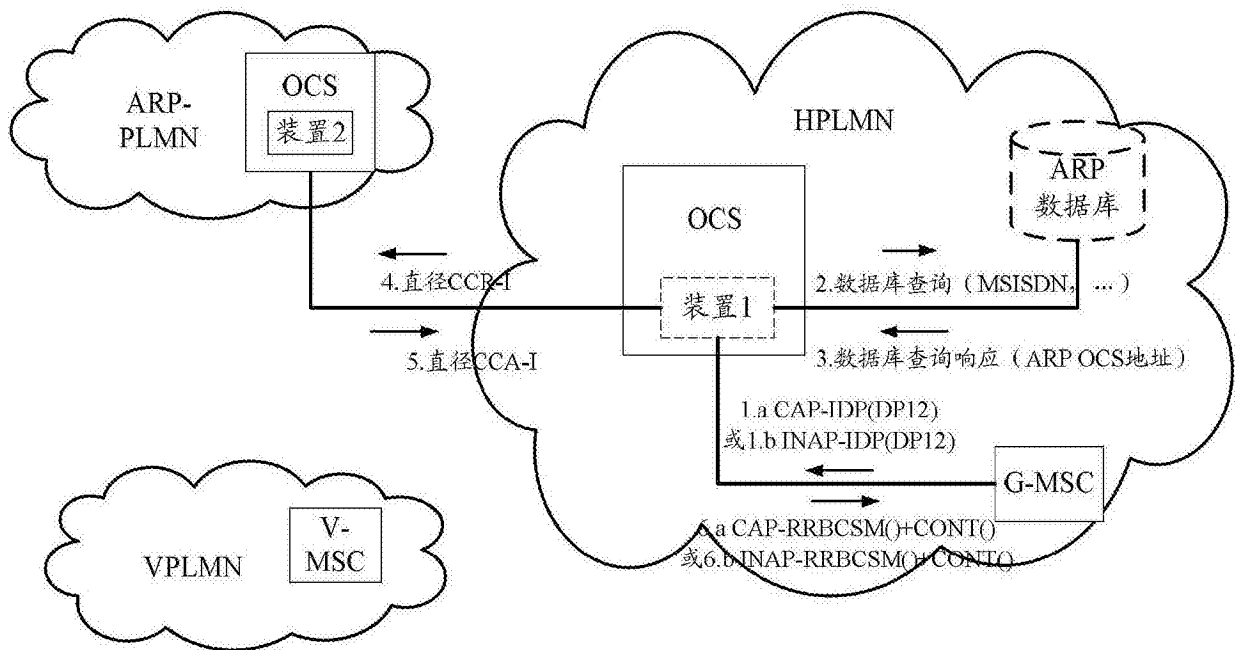 ARP-
PLMN
OCS
装置2
HPLMN
ARP
数据库
OCS
装置1
4.直径CCR-I
5.直径CCA-I
2.数据库查询（MSISDN，…）
3.数据库查询响应（ARP OCS地址）
1.a CAP-IDP(DP12)
或1.b INAP-IDP(DP12)
G-MSC
6.a CAP-RRBCSM()+CONT()
或6.b INAP-RRBCSM()+CONT()
VPLMN
V-
MSC